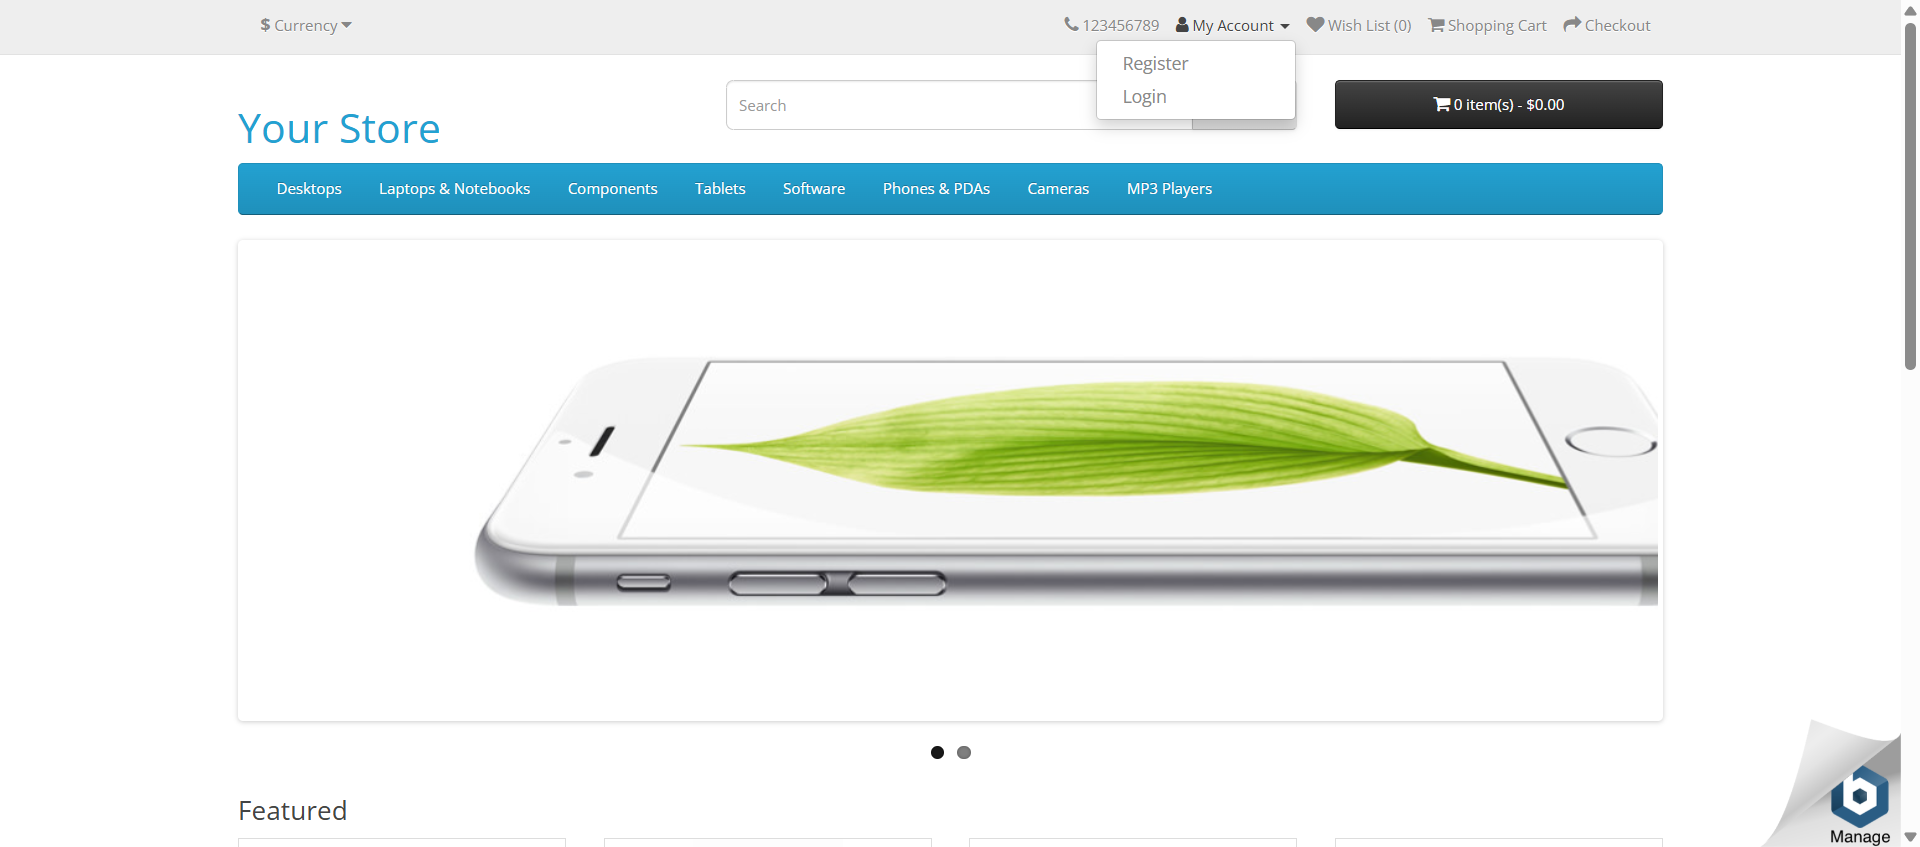 $ Currency
123456789 My Account Wish List (0) Shopping Cart Checkout
Register
Login
Search
0 item(s) - $0.00
Your Store
Desktops Laptops & Notebooks Components Tablets Software Phones & PDAs Cameras MP3 Players
Featured
b
Manage